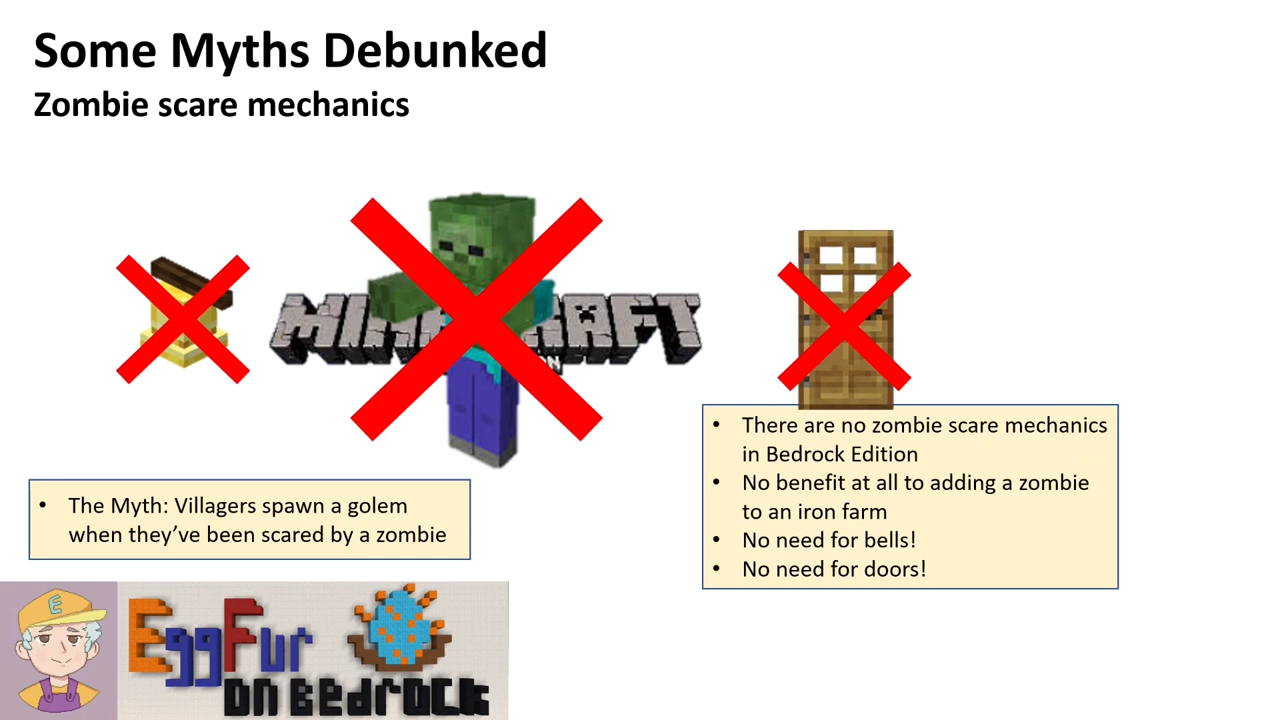 Some Myths Debunked
Zombie scare mechanics
MINECRAFT
• The Myth: Villagers spawn a golem
when they've been scared by a zombie
• There are no zombie scare mechanics
in Bedrock Edition
• No benefit at all to adding a zombie
to an iron farm
• No need for bells!
• No need for doors!
E
EggFur
on Bedrock